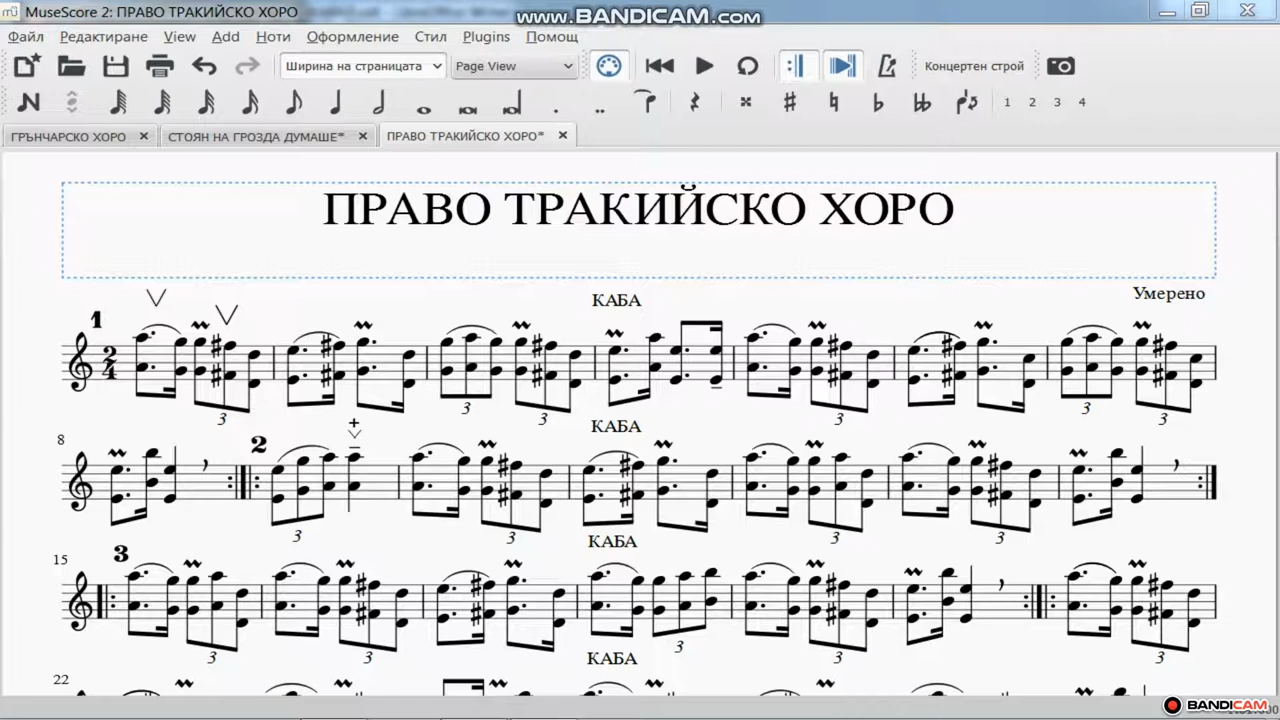 MuseScore 2: ПРАВО ТРАКИЙСКО ХОРО
www.BANDICAM.com
Файл Редактиране View Add Ноти Оформление Стил Plugins Помощ
Ширина на страницата Page View Концертен строй
1 2 3 4
ГРЪНЧАРСКО ХОРО СТОЯН НА ГРОЗДА ДУМАШЕ* ПРАВО ТРАКИЙСКО ХОРО*
ПРАВО ТРАКИЙСКО ХОРО
Умерено
КАБА
1
2
4
3 3 3 3 3 3
КАБА
8
2
3 3 3 3
КАБА
15
3
3 3 3 3 3
КАБА
22
BANDICAM